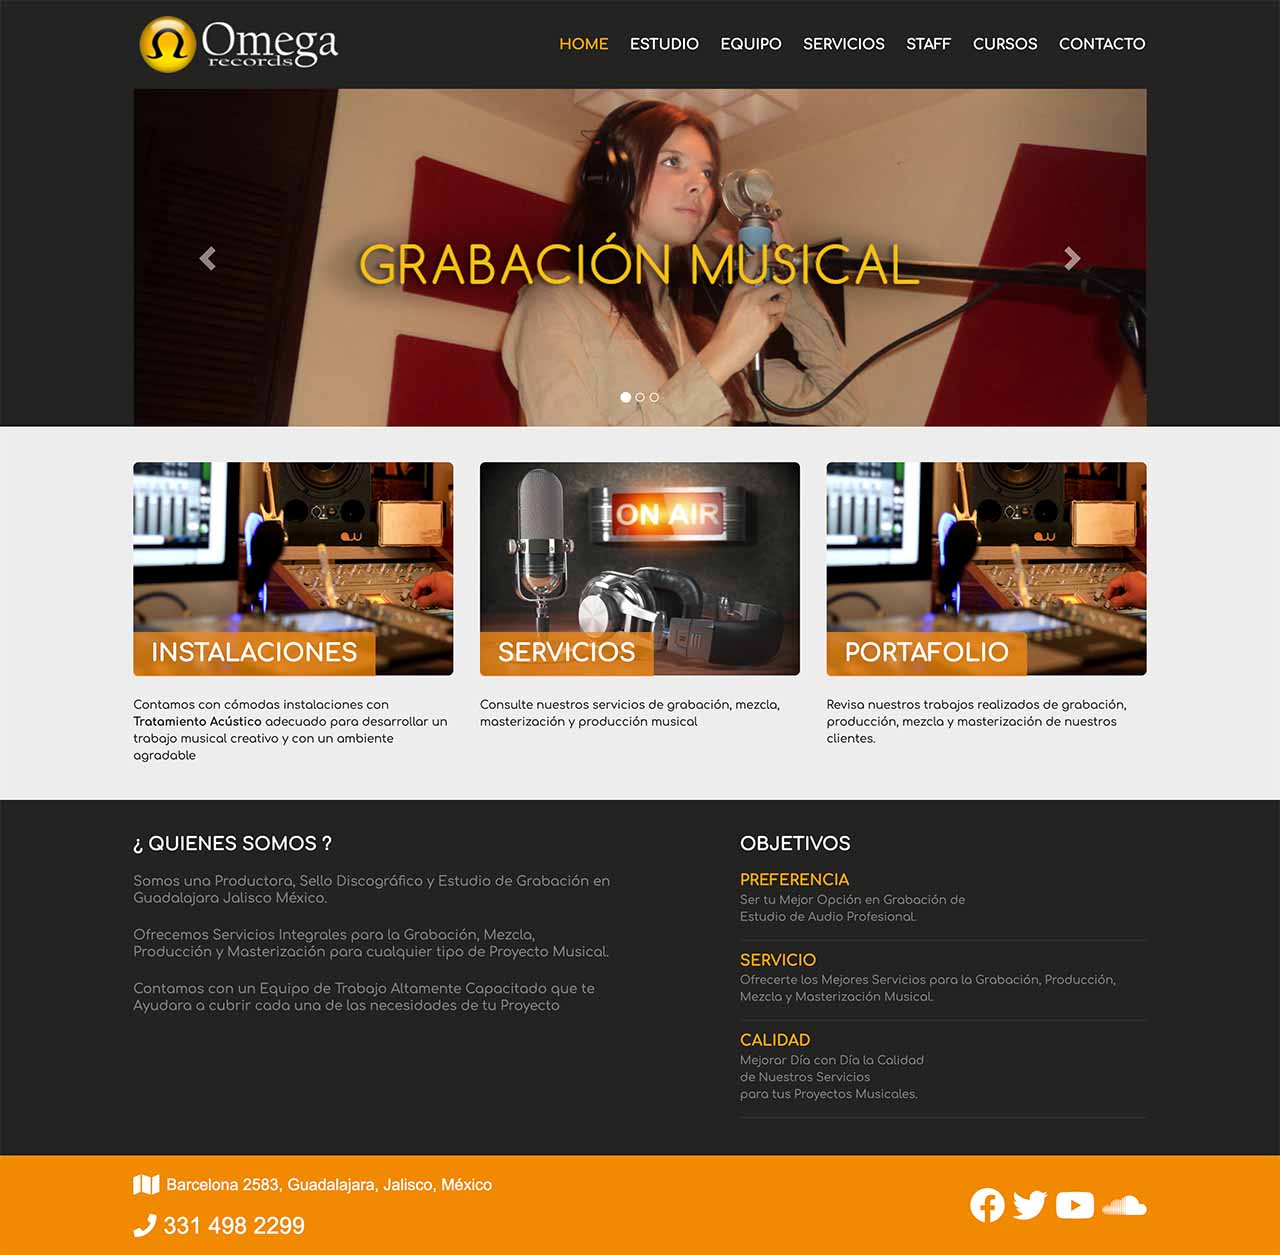 Omega
records
HOME ESTUDIO EQUIPO SERVICIOS STAFF CURSOS CONTACTO
GRABACIÓN MUSICAL
INSTALACIONES
Contamos con cómodas instalaciones con
Tratamiento Acústico adecuado para desarrollar un
trabajo musical creativo y con un ambiente
agradable
ON AIR
SERVICIOS
Consulte nuestros servicios de grabación, mezcla,
masterización y producción musical
PORTAFOLIO
Revisa nuestros trabajos realizados de grabación,
producción, mezcla y masterización de nuestros
clientes.
¿ QUIENES SOMOS ?
Somos una Productora, Sello Discográfico y Estudio de Grabación en
Guadalajara Jalisco México.
Ofrecemos Servicios Integrales para la Grabación, Mezcla,
Producción y Masterización para cualquier tipo de Proyecto Musical.
Contamos con un Equipo de Trabajo Altamente Capacitado que te
Ayudara a cubrir cada una de las necesidades de tu Proyecto
OBJETIVOS
PREFERENCIA
Ser tu Mejor Opción en Grabación de
Estudio de Audio Profesional.
SERVICIO
Ofrecerte los Mejores Servicios para la Grabación, Producción,
Mezcla y Masterización Musical.
CALIDAD
Mejorar Día con Día la Calidad
de Nuestros Servicios
para tus Proyectos Musicales.
Barcelona 2583, Guadalajara, Jalisco, México
331 498 2299